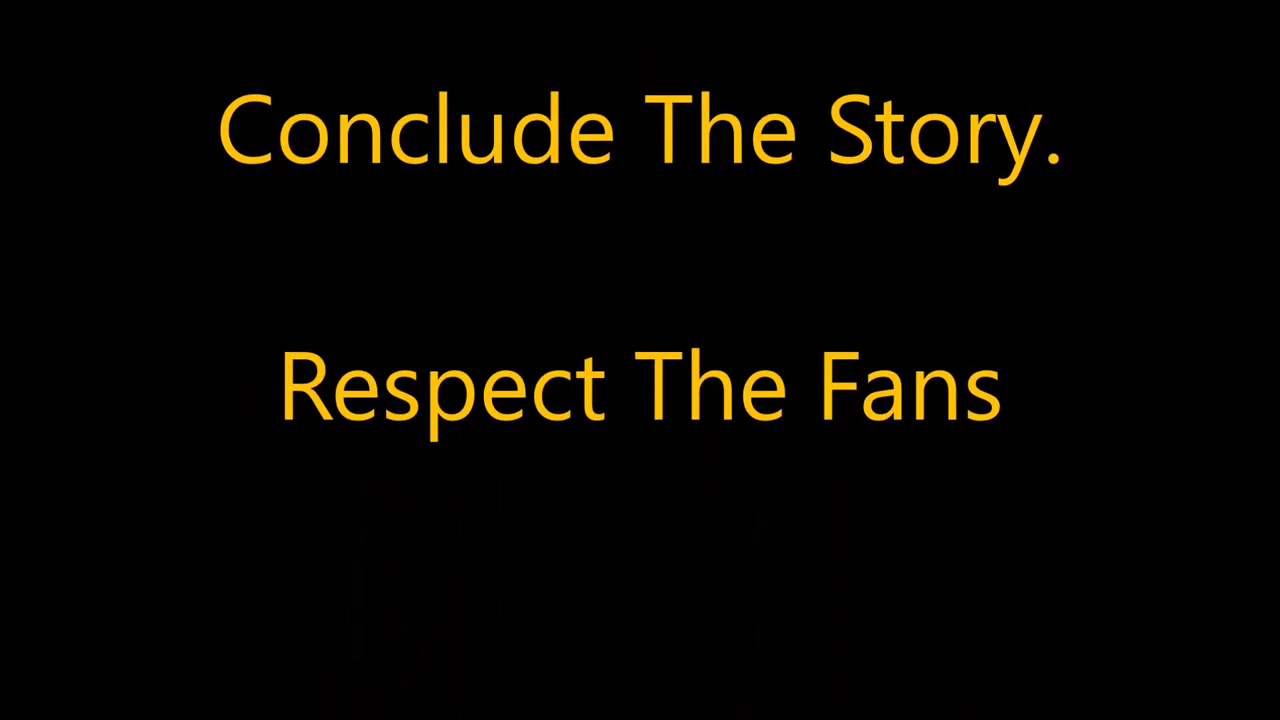 Conclude The Story.
Respect The Fans